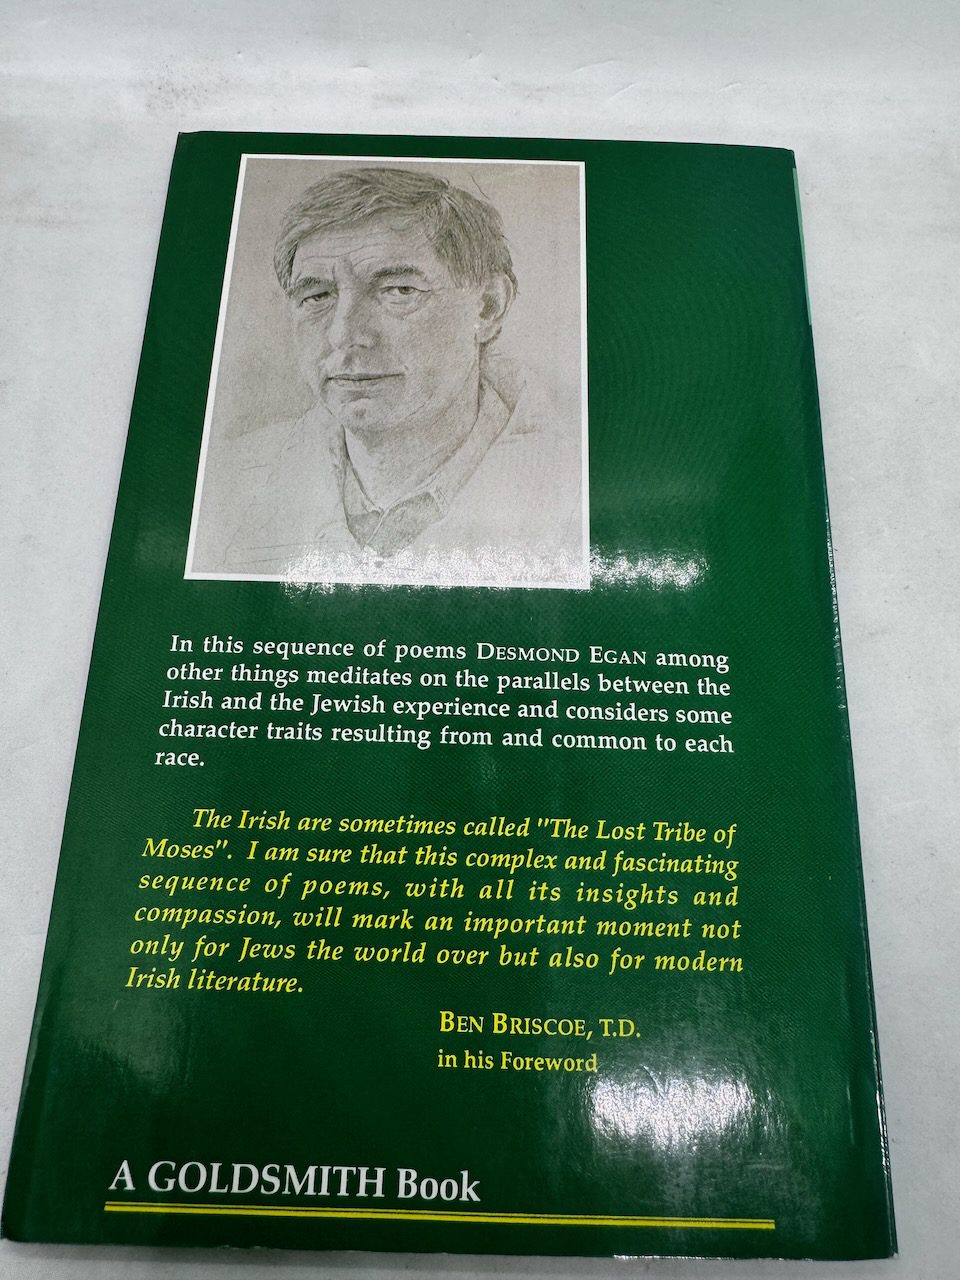 In this sequence of poems DESMOND EGAN among
other things meditates on the parallels between the
Irish and the Jewish experience and considers some
character traits resulting from and common to each
race.
The Irish are sometimes called "The Lost Tribe of
Moses". I am sure that this complex and fascinating
sequence of poems, with all its insights and
compassion, will mark an important moment not
only for Jews the world over but also for modern
Irish literature.
BEN BRISCOE, T.D.
in his Foreword
A GOLDSMITH Book